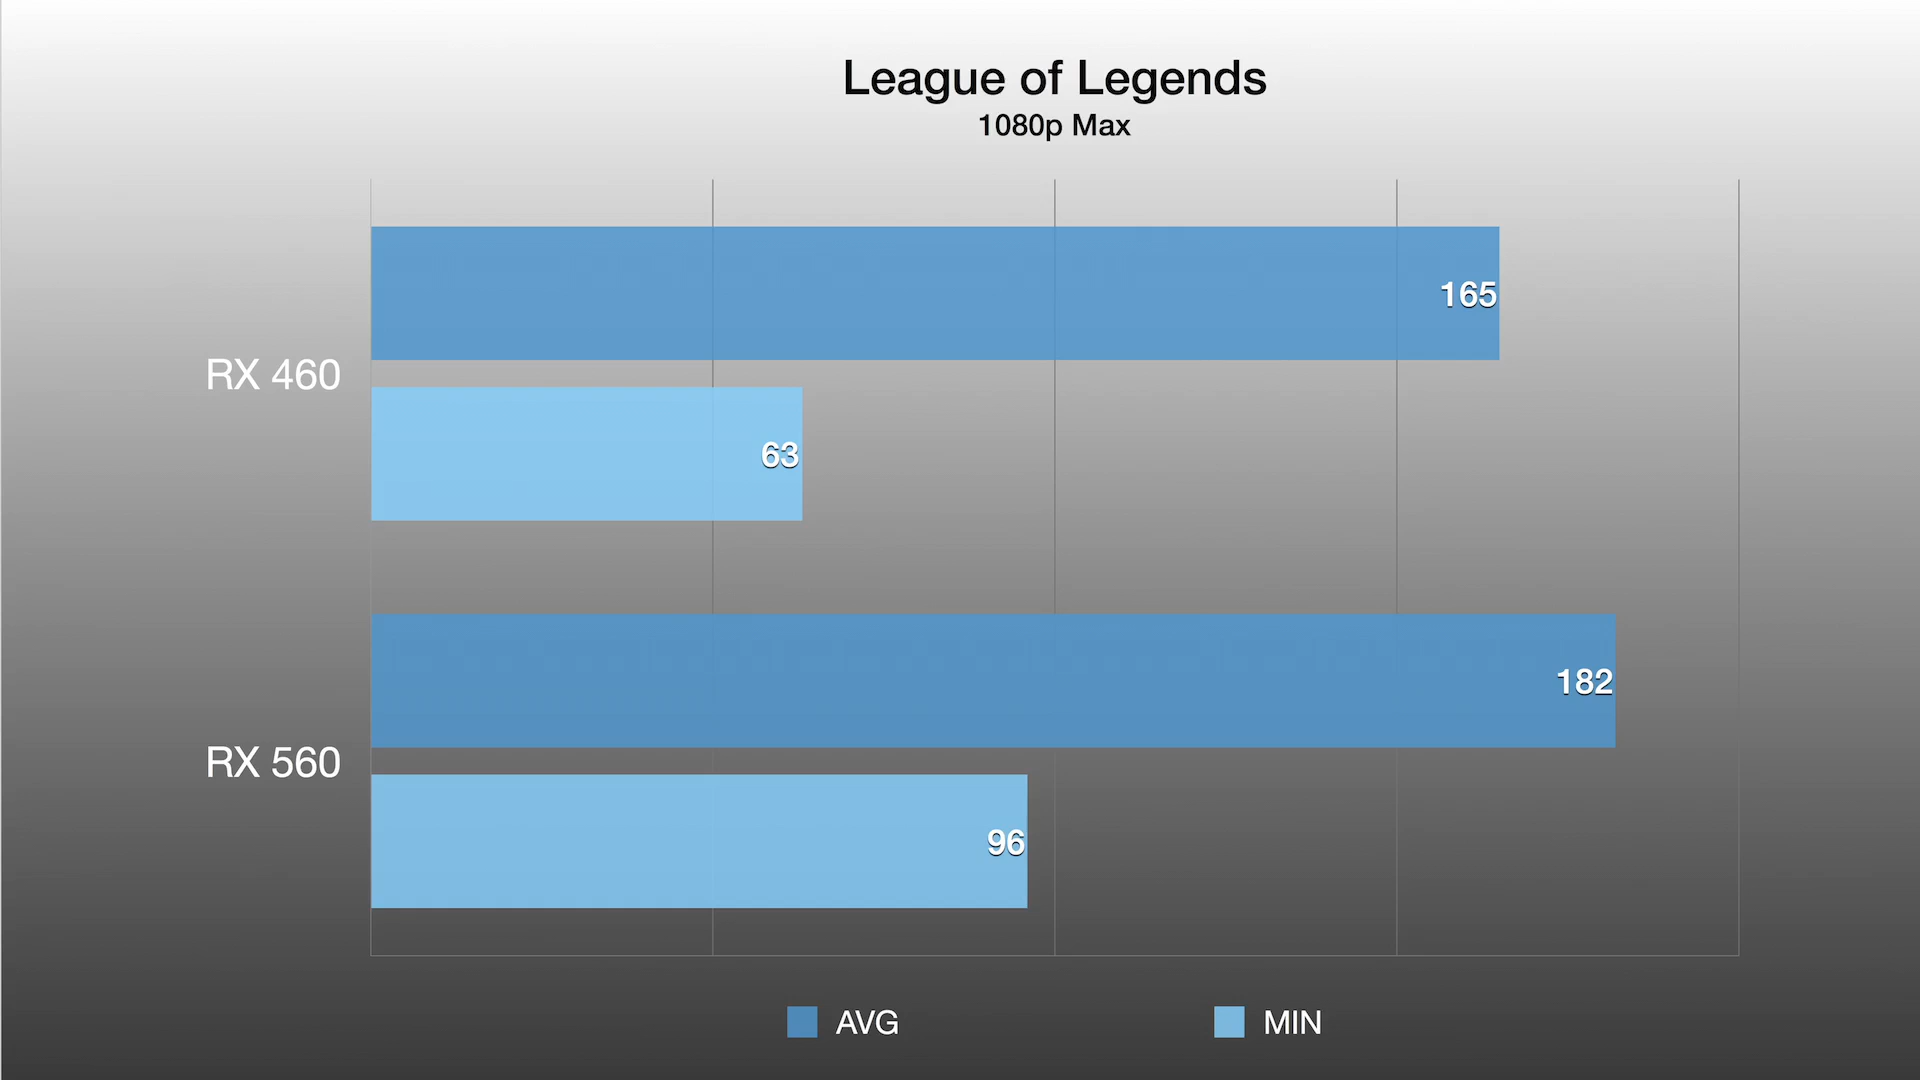 League of Legends
1080p Max
165
RX 460
63
182
RX 560
96
AVG
MIN